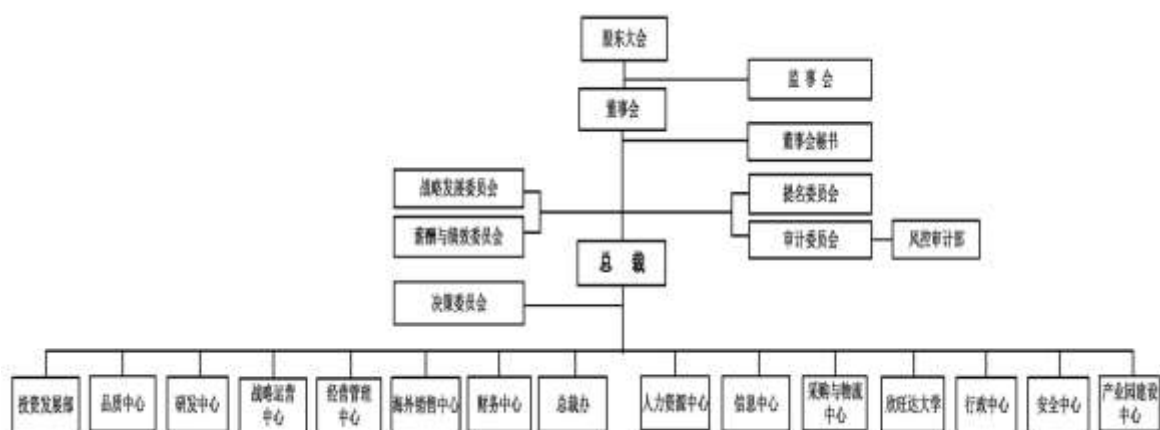 股东大会
监事会
董事会
董事会秘书
战略发展委员会
提名委员会
薪酬与绩效委员会
审计委员会
风控审计部
总裁
决策委员会
投资发展部
品质中心
研发中心
战略运营
中心
经营管理
中心
海外销售中心
财务中心
总裁办
人力资源中心
信息中心
采购与物流
中心
欣旺达大学
行政中心
安全中心
产业园建设
中心